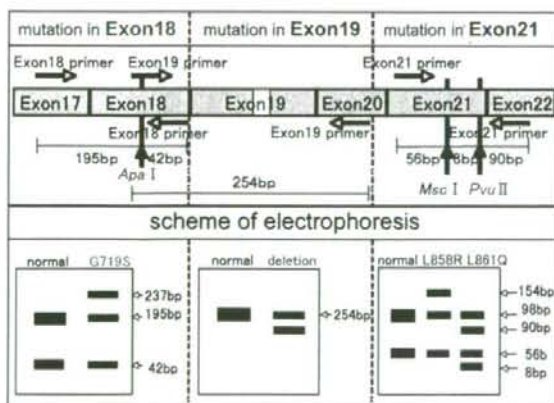 mutation in Exon18
mutation in Exon19
mutation in Exon21
Exon18 primer
Exon19 primer
Exon21 primer
Exon17
Exon18
Exon19
Exon20
Exon21
Exon22
Exon18 primer
Exon19 primer
Exon21 primer
195bp
42bp
56bp
8bp
90bp
Apa I
254bp
Msc I
Pvu II
scheme of electrophoresis
normal G719S
237bp
195bp
42bp
normal deletion
254bp
normal L858R L861Q
154bp
98bp
90bp
56b
8bp